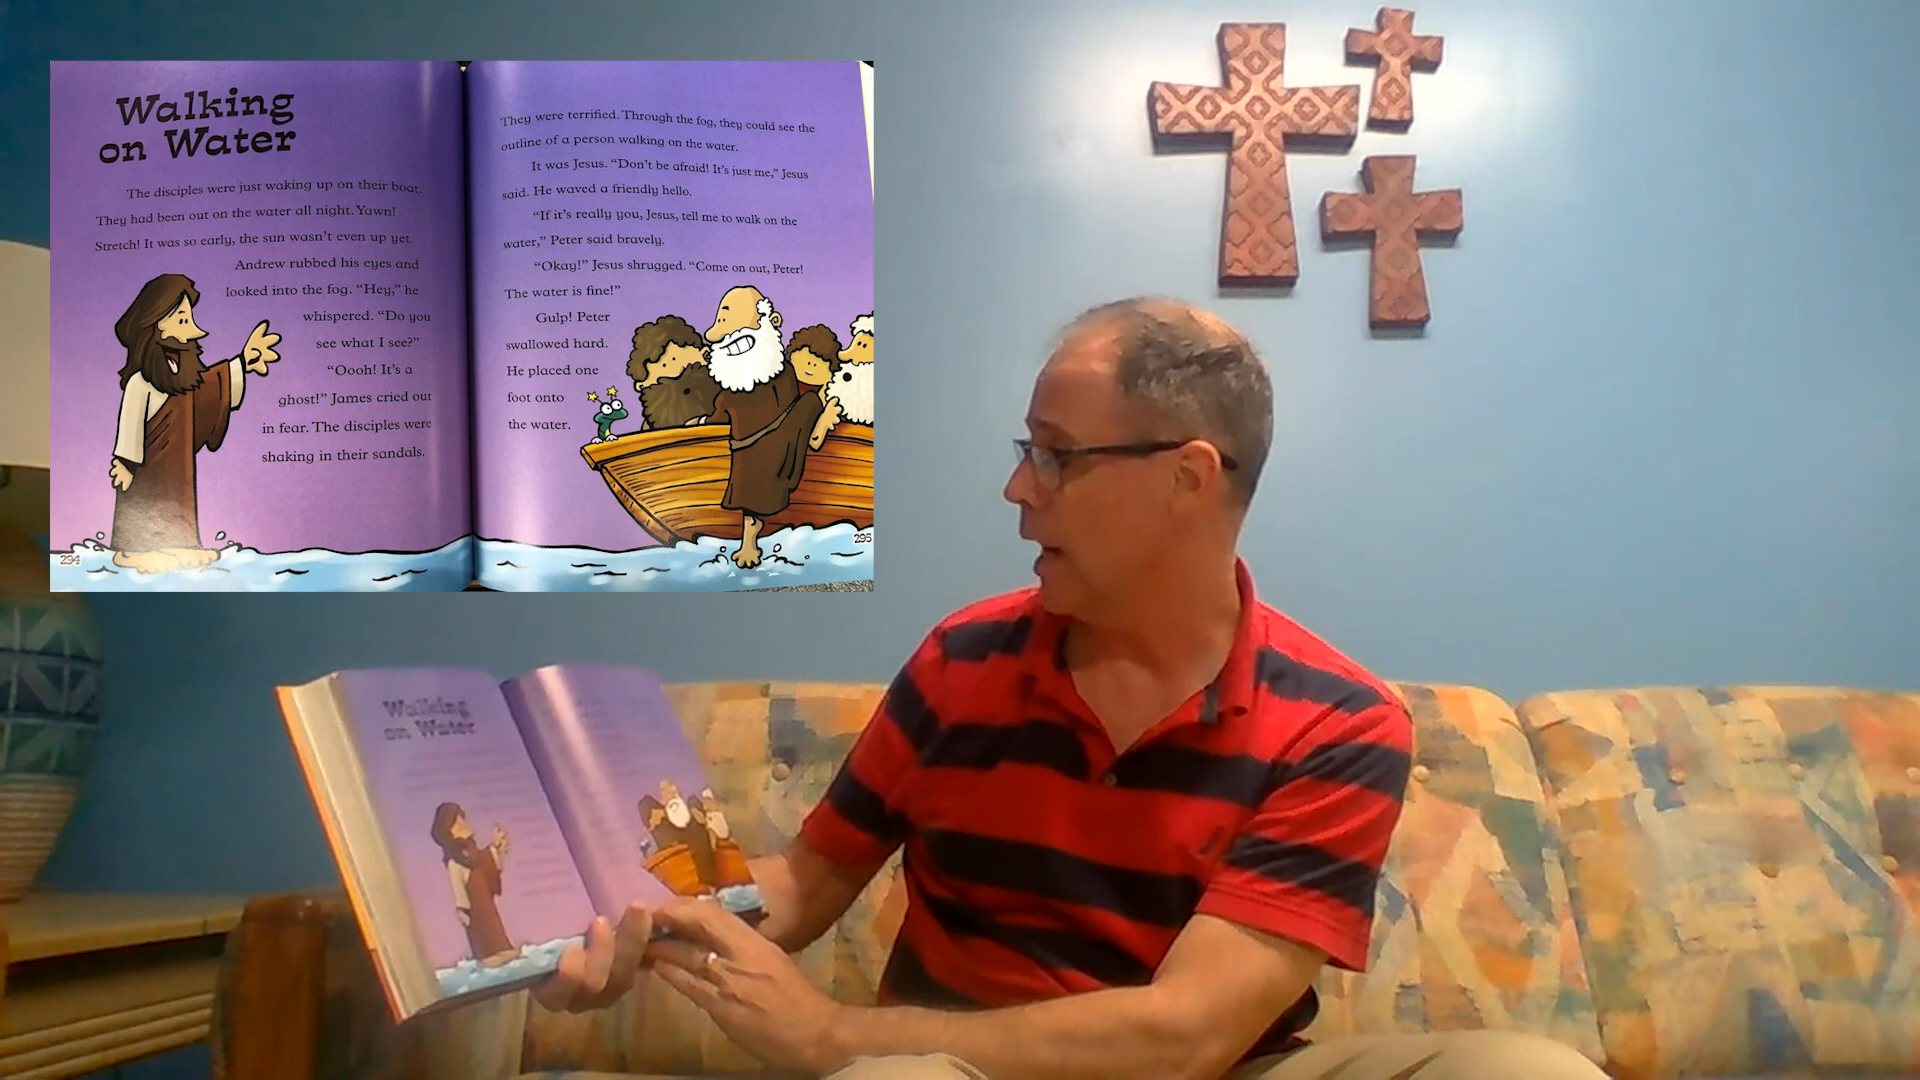 Walking
on Water
The disciples were just waking up on their boat.
They had been out on the water all night. Yawn!
Stretch! It was so early, the sun wasn't even up yet.
Andrew rubbed his eyes and
looked into the fog. "Hey," he
whispered. "Do you
see what I see?"
"Oooh! It's a
ghost!" James cried out
in fear. The disciples were
shaking in their sandals.
294
They were terrified. Through the fog, they could see the
outline of a person walking on the water.
It was Jesus. "Don't be afraid! It's just me," Jesus
said. He waved a friendly hello.
"If it's really you, Jesus, tell me to walk on the
water," Peter said bravely.
"Okay!" Jesus shrugged. "Come on out, Peter!
The water is fine!"
Gulp! Peter
swallowed hard.
He placed one
foot onto
the water.
295
Walking
on Water